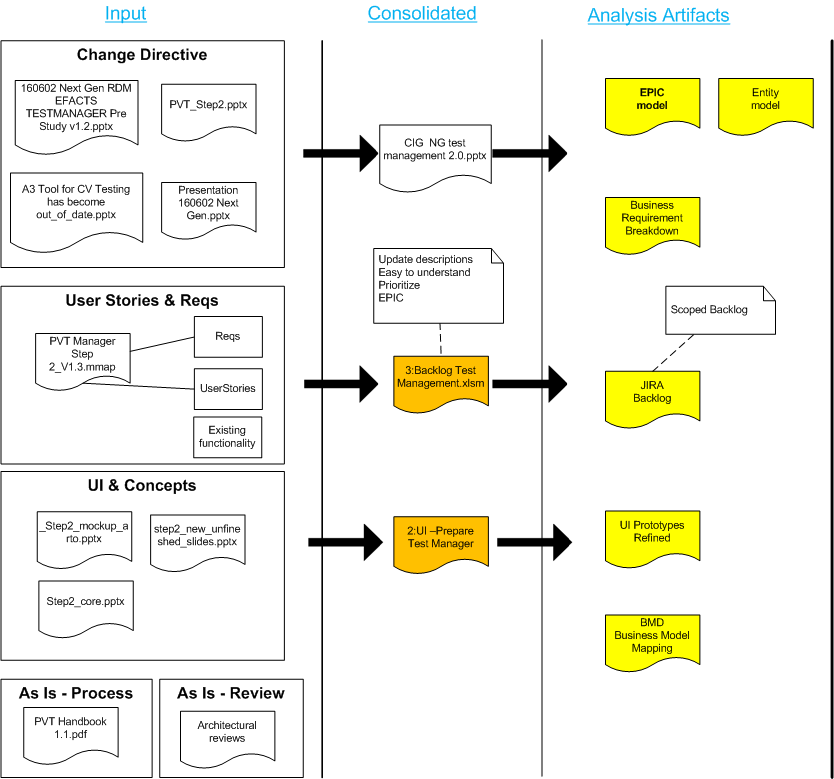 Input
Consolidated
Analysis Artifacts
Change Directive
160602 Next Gen RDM
EFACTS
TESTMANAGER Pre
Study v1.2.pptx
PVT_Step2.pptx
A3 Tool for CV Testing
has become
out_of_date.pptx
Presentation
160602 Next
Gen.pptx
CIG  NG test
management 2.0.pptx
EPIC
model
Entity
model
Business
Requirement
Breakdown
Update descriptions
Easy to understand
Prioritize
EPIC
User Stories & Reqs
PVT Manager
Step
2_V1.3.mmap
Reqs
UserStories
Existing
functionality
3:Backlog Test
Management.xlsm
Scoped Backlog
JIRA
Backlog
UI & Concepts
_Step2_mockup_a
rto.pptx
step2_new_unfine
shed_slides.pptx
Step2_core.pptx
2:UI –Prepare
Test Manager
UI Prototypes
Refined
BMD
Business Model
Mapping
As Is - Process
PVT Handbook
1.1.pdf
As Is - Review
Architectural
reviews